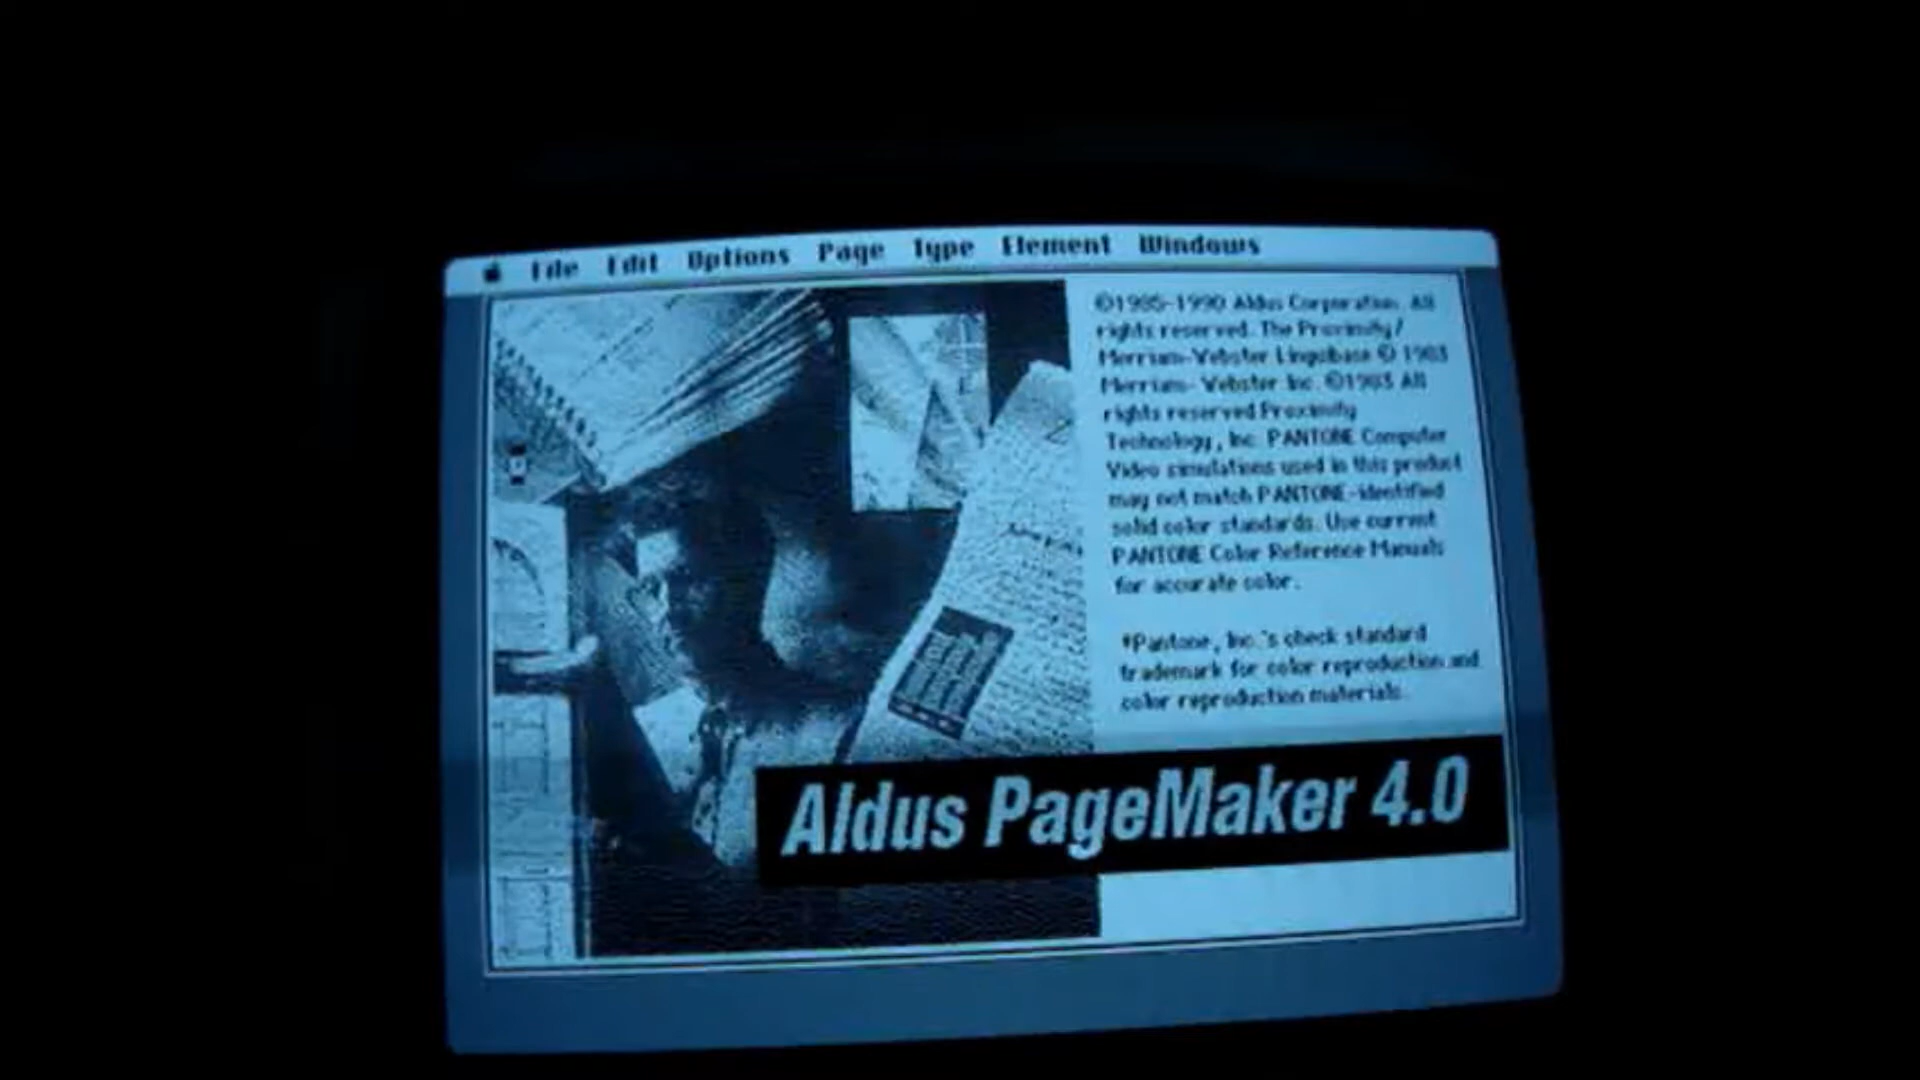 File Edit Options Page Type Element Windows
©1985-1990 Aldus Corporation. All
rights reserved. The Proximity/
Merriam-Webster Linguibase © 1983
Merriam-Webster Inc. ©1983 All
rights reserved Proximity
Technology, Inc. PANTONE Computer
Video simulations used in this product
may not match PANTONE-identified
solid color standards. Use current
PANTONE Color Reference Manuals
for accurate color.
*Pantone, Inc.'s check standard
trademark for color reproduction and
color reproduction materials.
Aldus PageMaker 4.0